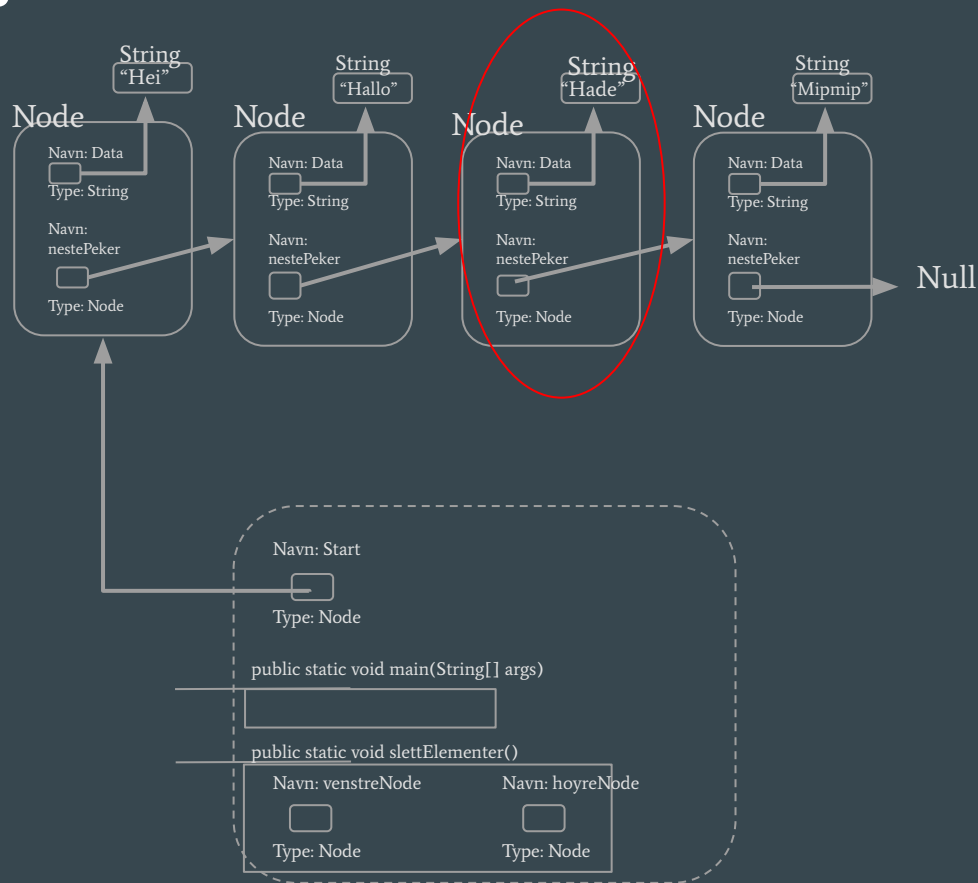 String
“Hei”
Node
Navn: Data
Type: String
Navn:
nestePeker
Type: Node
String
“Hallo”
Node
Navn: Data
Type: String
Navn:
nestePeker
Type: Node
String
“Hade”
Node
Navn: Data
Type: String
Navn:
nestePeker
Type: Node
String
“Mipmip”
Node
Navn: Data
Type: String
Navn:
nestePeker
Type: Node
Null
Navn: Start
Type: Node
public static void main(String[] args)
public static void slettElementer()
Navn: venstreNode
Type: Node
Navn: hoyreNode
Type: Node